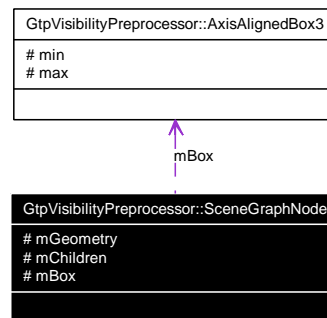 GtpVisibilityPreprocessor::AxisAlignedBox3
# min
# max
mBox
GtpVisibilityPreprocessor::SceneGraphNode
# mGeometry
# mChildren
# mBox